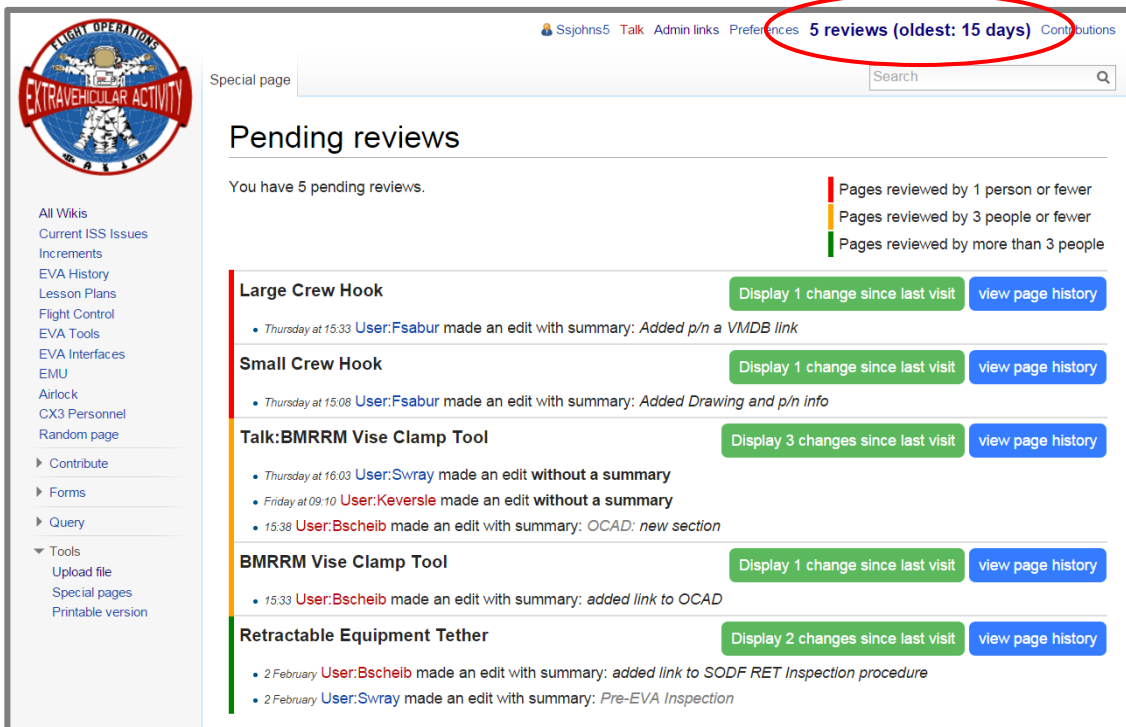 FLIGHT OPERATIONS
EXTRAVEHICULAR ACTIVITY
Ssjohns5 Talk Admin links Preferences 5 reviews (oldest: 15 days) Contributions
Special page
Search
Pending reviews
You have 5 pending reviews.
Pages reviewed by 1 person or fewer
Pages reviewed by 3 people or fewer
Pages reviewed by more than 3 people
All Wikis
Current ISS Issues
Increments
EVA History
Lesson Plans
Flight Control
EVA Tools
EVA Interfaces
EMU
Airlock
CX3 Personnel
Random page
Contribute
Forms
Query
Tools
Upload file
Special pages
Printable version
Large Crew Hook Display 1 change since last visit view page history
• Thursday at 15:33 User:Fsabur made an edit with summary: Added p/n a VMDB link
Small Crew Hook Display 1 change since last visit view page history
• Thursday at 15:08 User:Fsabur made an edit with summary: Added Drawing and p/n info
Talk:BMRRM Vise Clamp Tool Display 3 changes since last visit view page history
• Thursday at 16:03 User:Swray made an edit without a summary
• Friday at 09:10 User:Keversle made an edit without a summary
• 15:38 User:Bscheib made an edit with summary: OCAD: new section
BMRRM Vise Clamp Tool Display 1 change since last visit view page history
• 15:33 User:Bscheib made an edit with summary: added link to OCAD
Retractable Equipment Tether Display 2 changes since last visit view page history
• 2 February User:Bscheib made an edit with summary: added link to SODF RET Inspection procedure
• 2 February User:Swray made an edit with summary: Pre-EVA Inspection